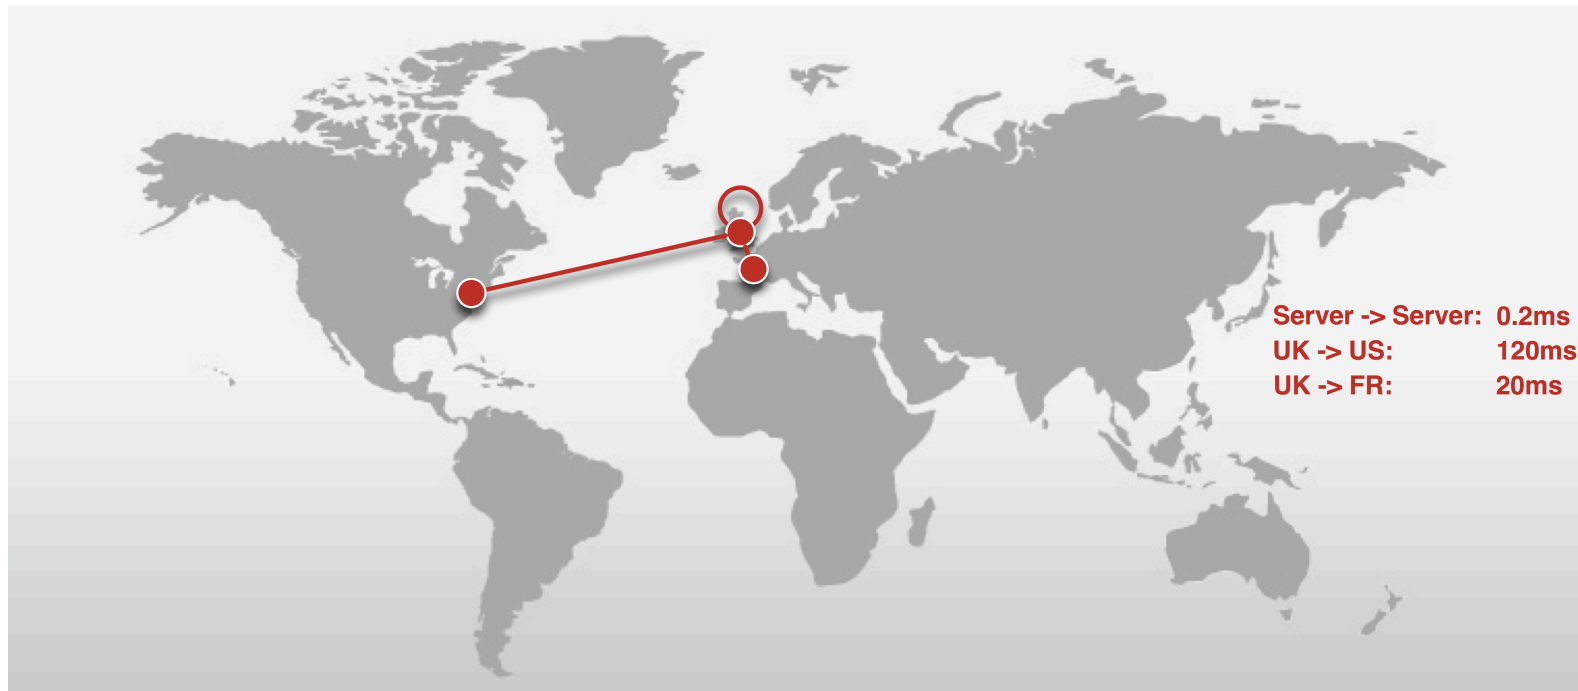 Server -> Server: 0.2ms
UK -> US: 120ms
UK -> FR: 20ms